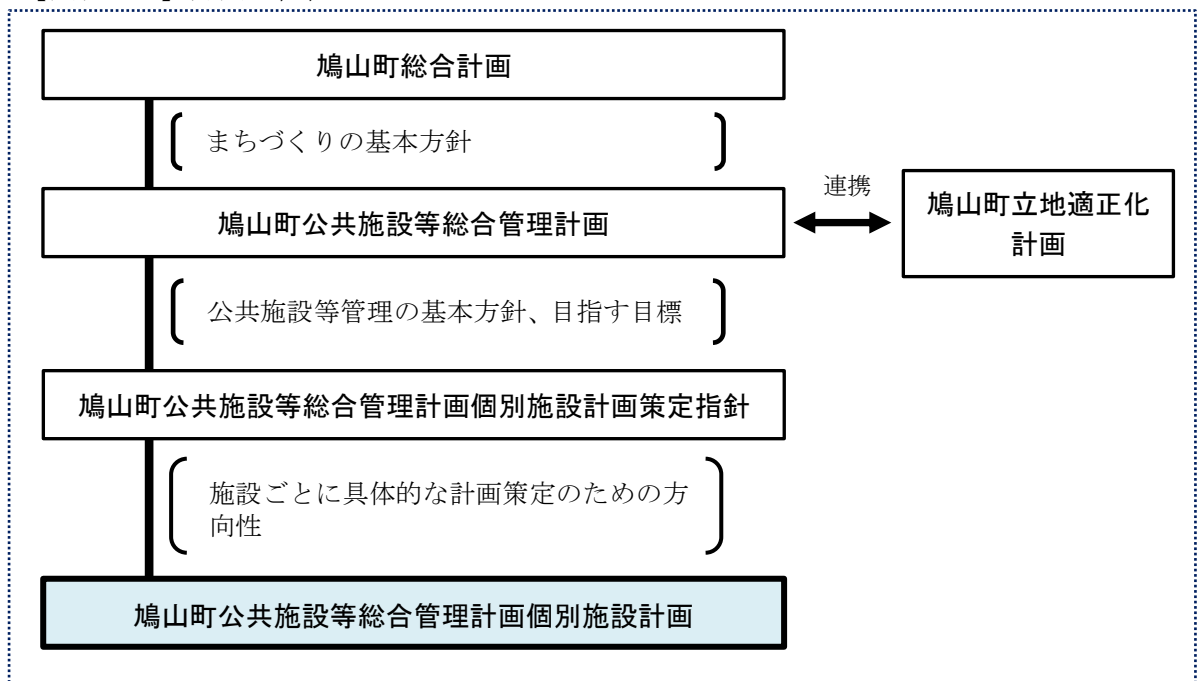 鳩山町総合計画
まちづくりの基本方針
鳩山町公共施設等総合管理計画
連携
鳩山町立地適正化
計画
公共施設等管理の基本方針、目指す目標
鳩山町公共施設等総合管理計画個別施設計画策定指針
施設ごとに具体的な計画策定のための方
向性
鳩山町公共施設等総合管理計画個別施設計画